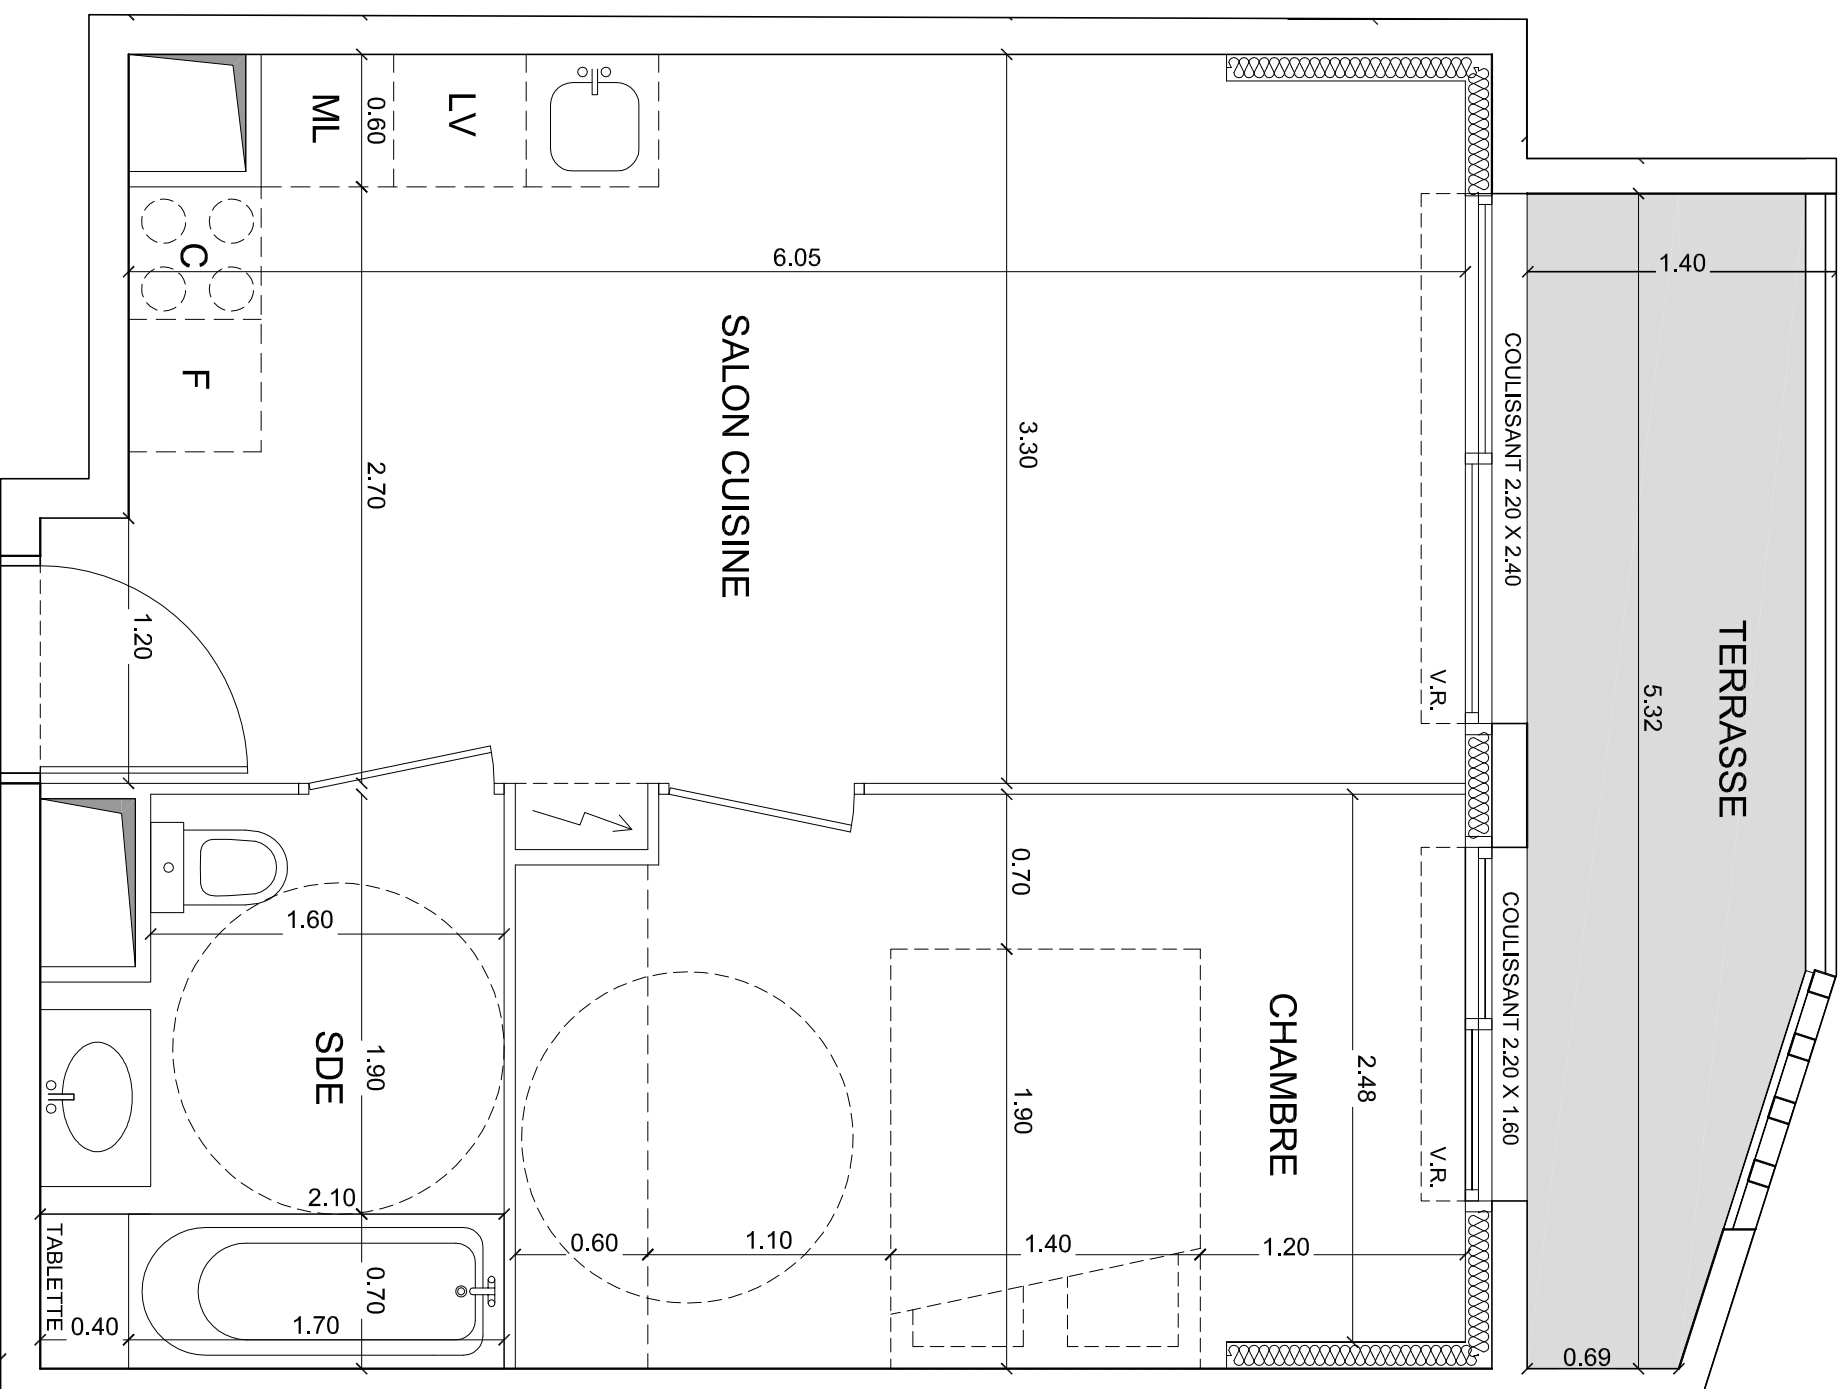 ML
0.60
LV
C
F
6.05
1.40
SALON CUISINE
3.30
2.70
1.20
COULISSANT 2.20 X 2.40
V.R.
5.32
TERRASSE
0.70
1.60
SDE
1.90
1.90
CHAMBRE
2.48
COULISSANT 2.20 X 1.60
V.R.
2.10
TABLETTE
0.40
1.70
0.70
0.60
1.10
1.40
1.20
0.69